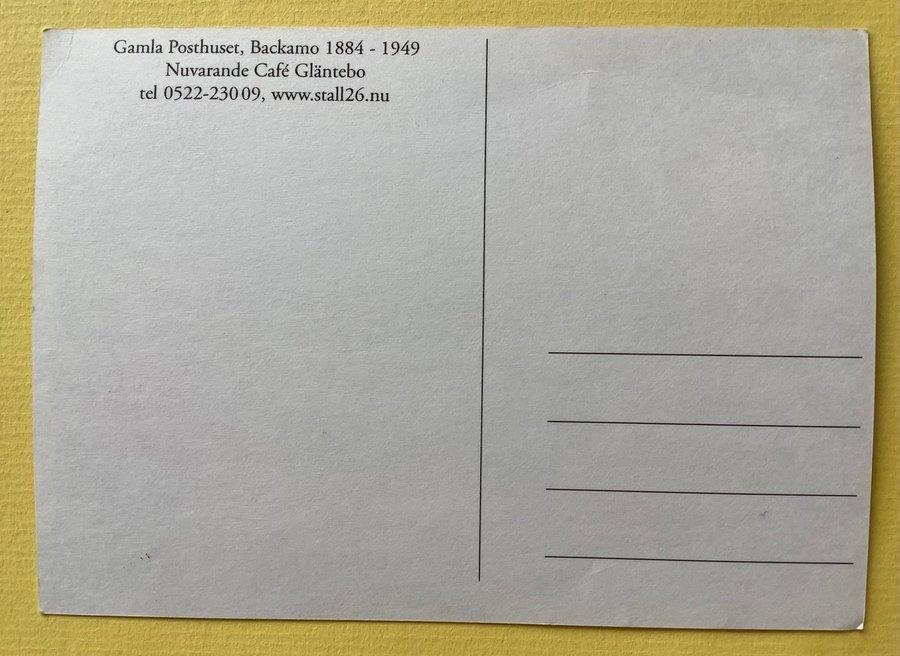 Gamla Posthuset, Backamo 1884 - 1949
Nuvarande Café Gläntebo
tel 0522-230 09, www.stall26.nu